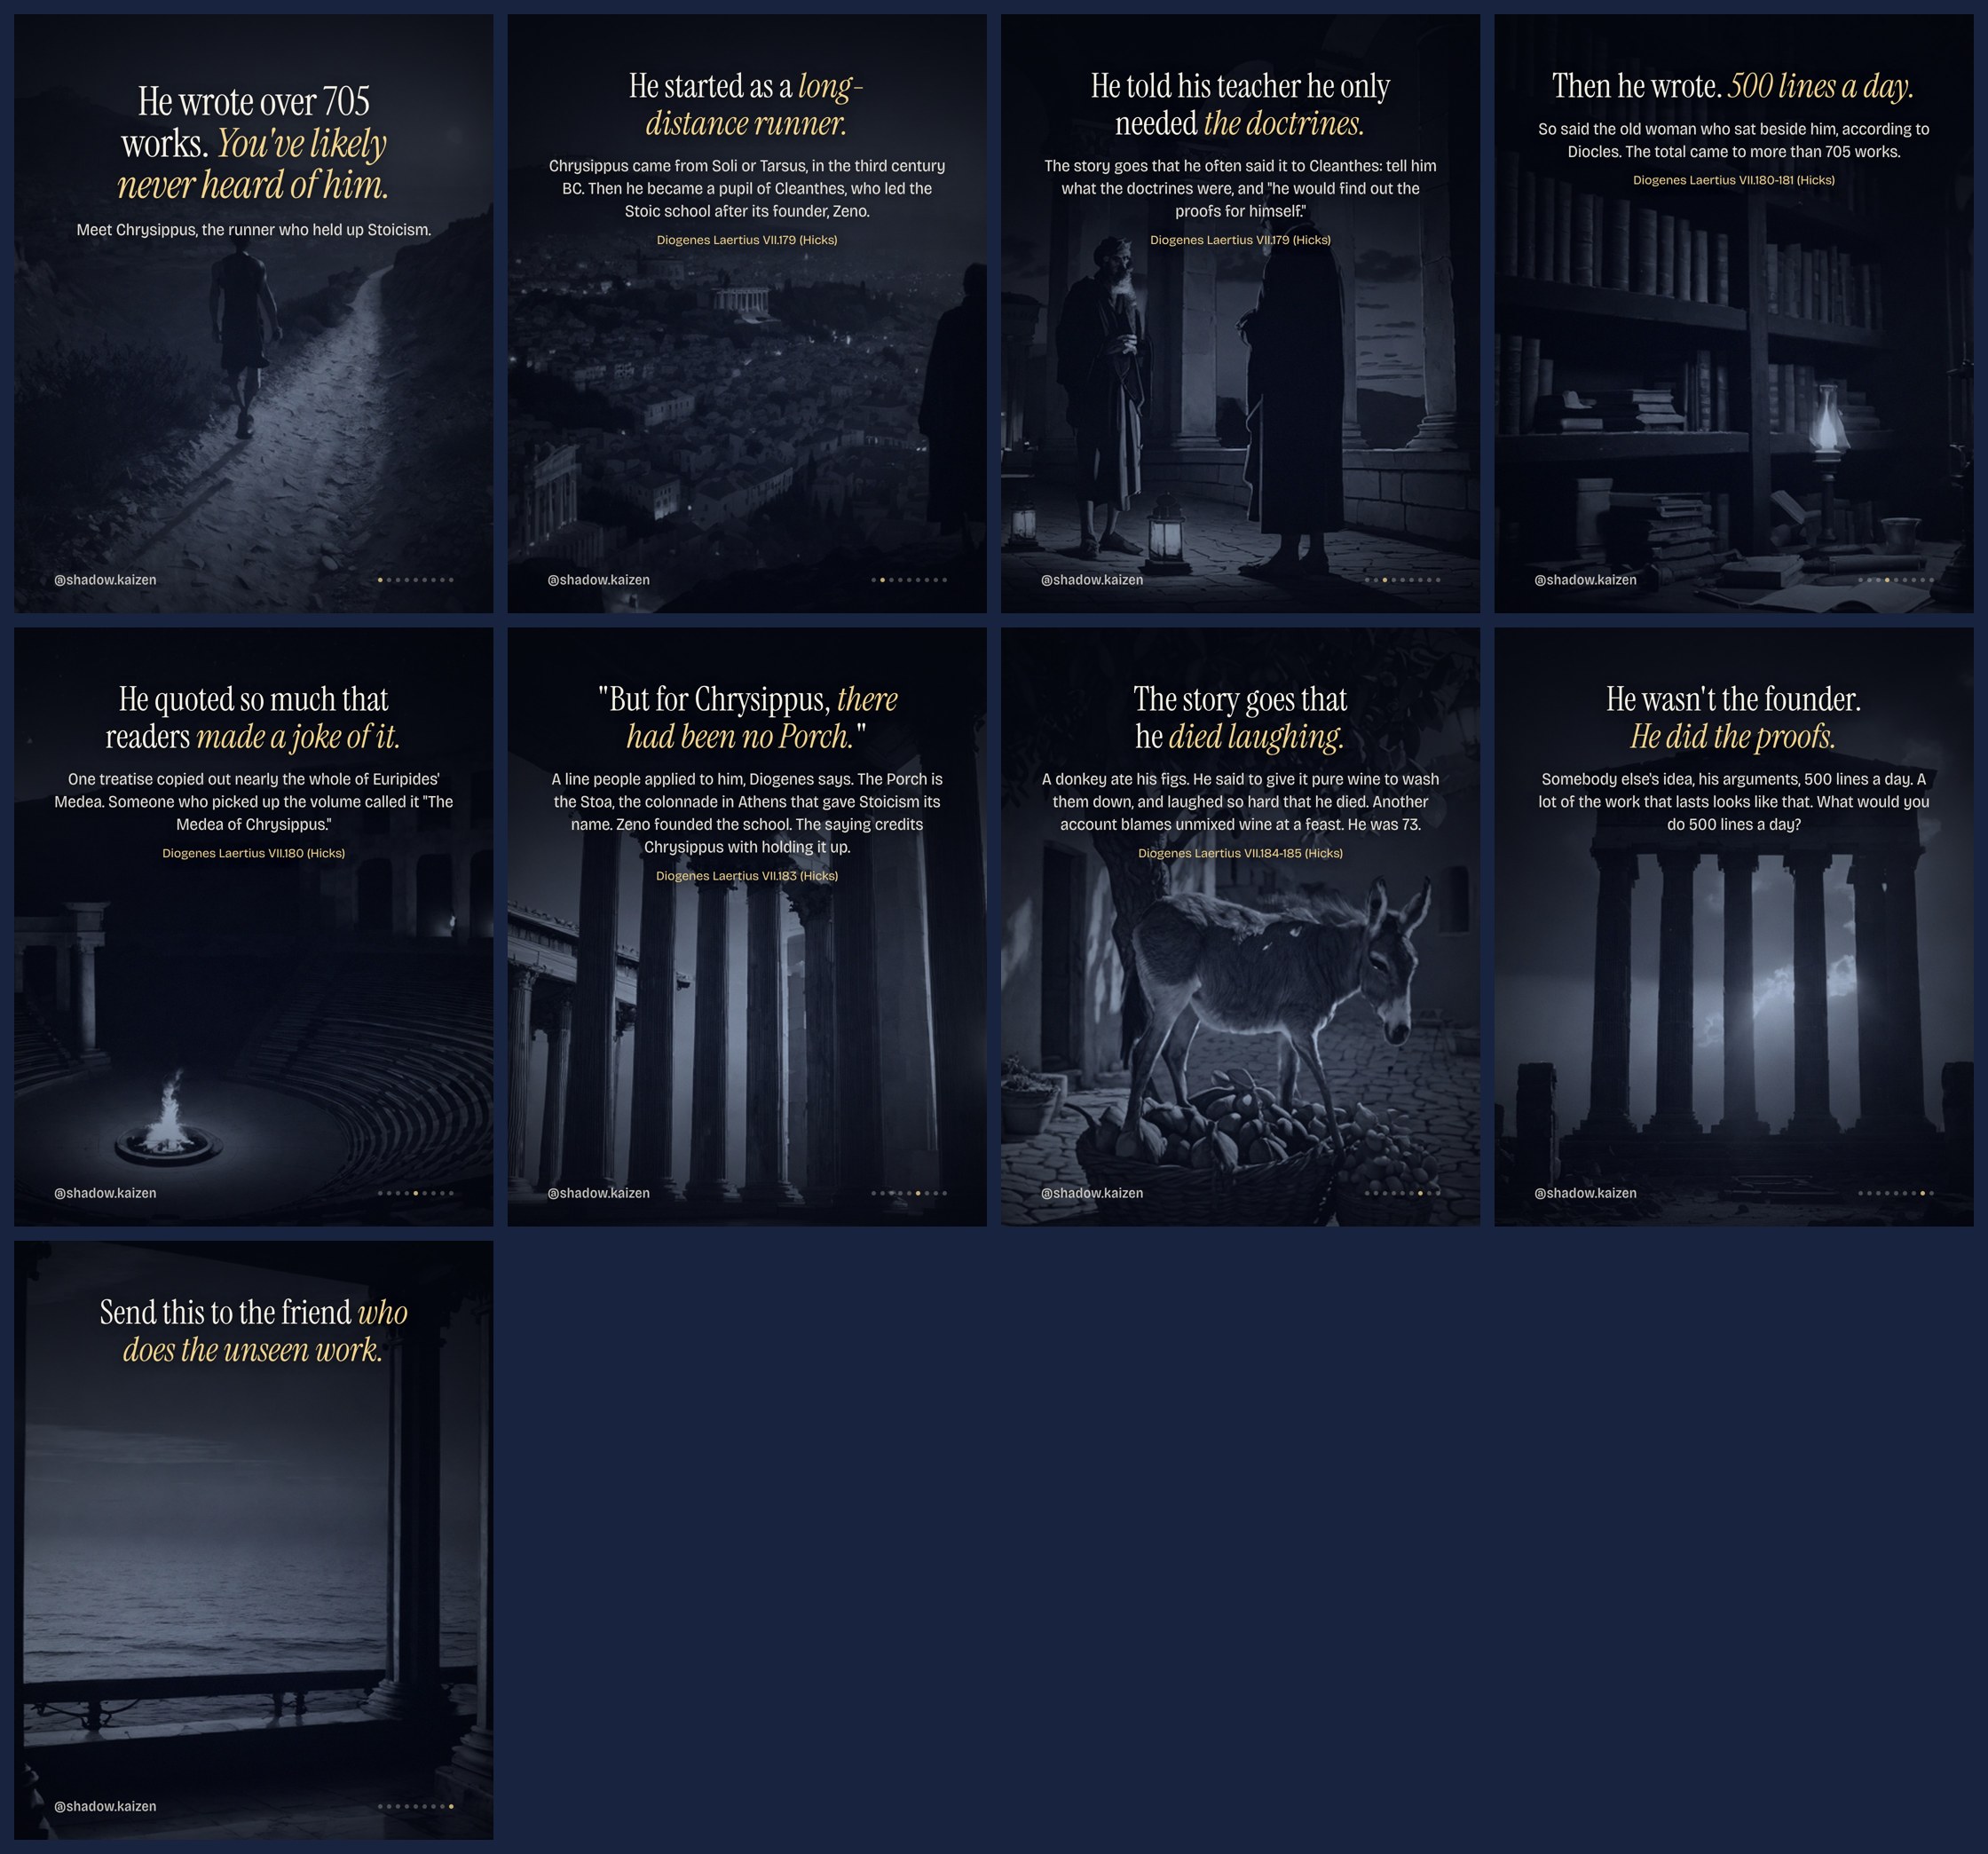 He wrote over 705
works. You've likely
never heard of him.
Meet Chrysippus, the runner who held up Stoicism.
@shadow.kaizen
He started as a long-
distance runner.
Chrysippus came from Soli or Tarsus, in the third century
BC. Then he became a pupil of Cleanthes, who led the
Stoic school after its founder, Zeno.
Diogenes Laertius VII.179 (Hicks)
@shadow.kaizen
He told his teacher he only
needed the doctrines.
The story goes that he often said it to Cleanthes: tell him
what the doctrines were, and "he would find out the
proofs for himself."
Diogenes Laertius VII.179 (Hicks)
@shadow.kaizen
Then he wrote. 500 lines a day.
So said the old woman who sat beside him, according to
Diocles. The total came to more than 705 works.
Diogenes Laertius VII.180-181 (Hicks)
@shadow.kaizen
He quoted so much that
readers made a joke of it.
One treatise copied out nearly the whole of Euripides'
Medea. Someone who picked up the volume called it "The
Medea of Chrysippus."
Diogenes Laertius VII.180 (Hicks)
@shadow.kaizen
"But for Chrysippus, there
had been no Porch."
A line people applied to him, Diogenes says. The Porch is
the Stoa, the colonnade in Athens that gave Stoicism its
name. Zeno founded the school. The saying credits
Chrysippus with holding it up.
Diogenes Laertius VII.183 (Hicks)
@shadow.kaizen
The story goes that
he died laughing.
A donkey ate his figs. He said to give it pure wine to wash
them down, and laughed so hard that he died. Another
account blames unmixed wine at a feast. He was 73.
Diogenes Laertius VII.184-185 (Hicks)
@shadow.kaizen
He wasn't the founder.
He did the proofs.
Somebody else's idea, his arguments, 500 lines a day. A
lot of the work that lasts looks like that. What would you
do 500 lines a day?
@shadow.kaizen
Send this to the friend who
does the unseen work.
@shadow.kaizen